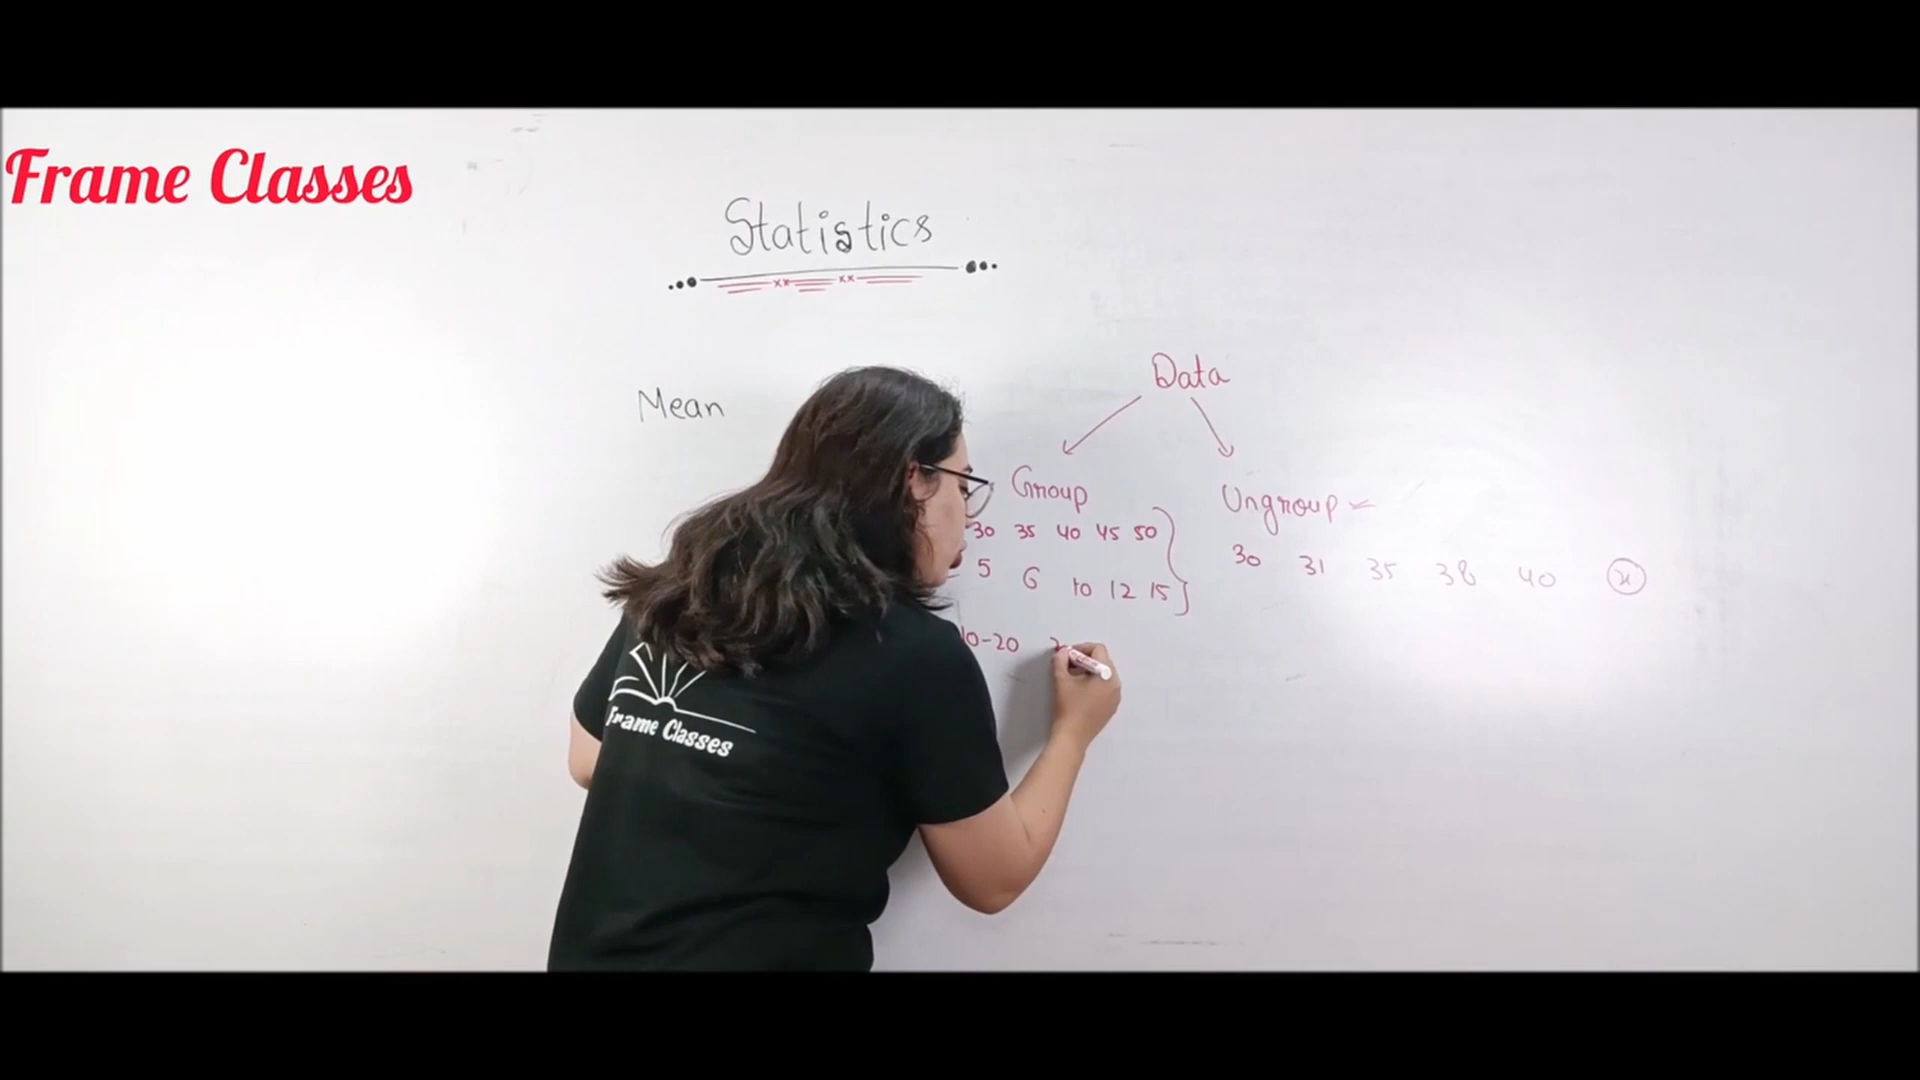 Frame Classes
Statistics
Data
Mean
Group
Ungroup
30 35 40 45 50
30 31 35 38 40 x
5 6 10 12 15
10-20
Frame Classes